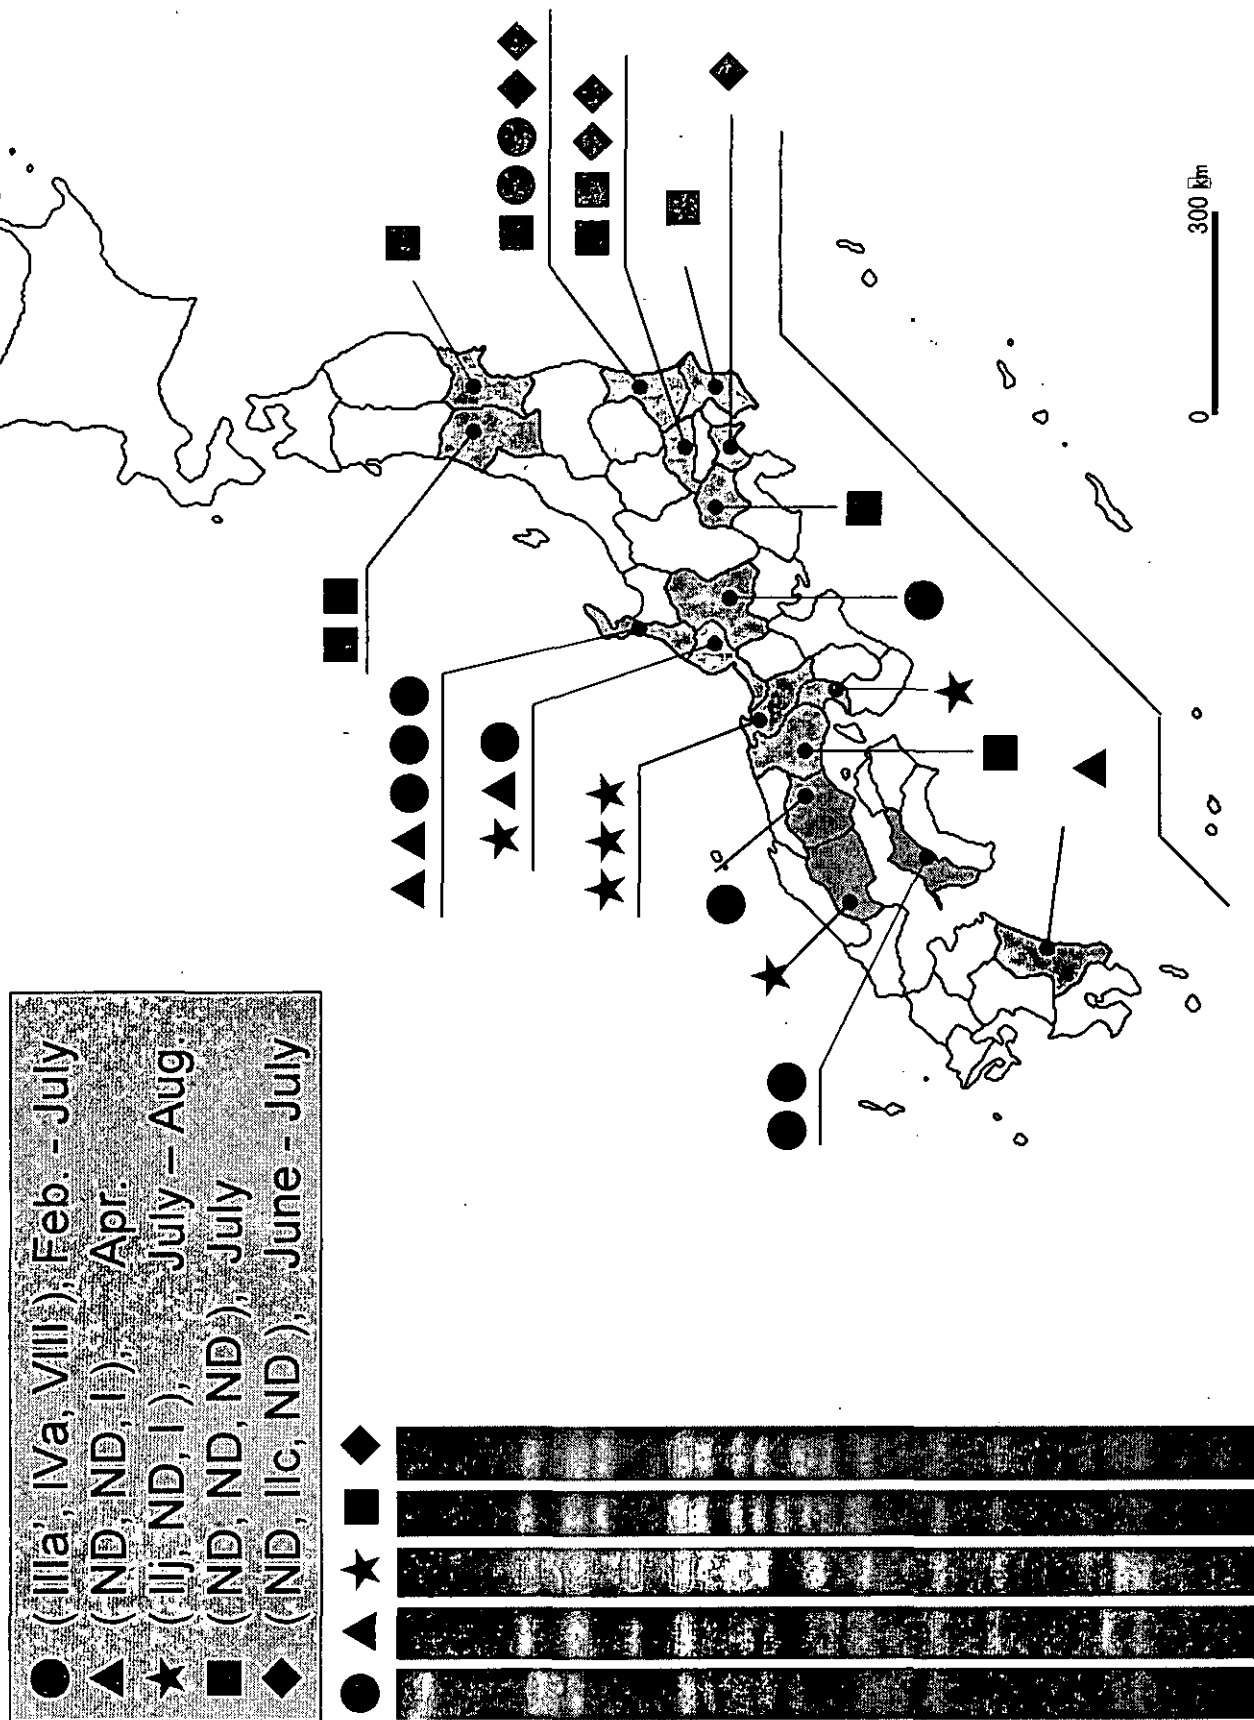 (IIIa', IVa, VIII), Feb. - July
(ND, ND, I), Apr.
(IIj, ND, I), July – Aug.
(ND, ND, ND), July
(ND, IIc, ND), June - July
0 300 km